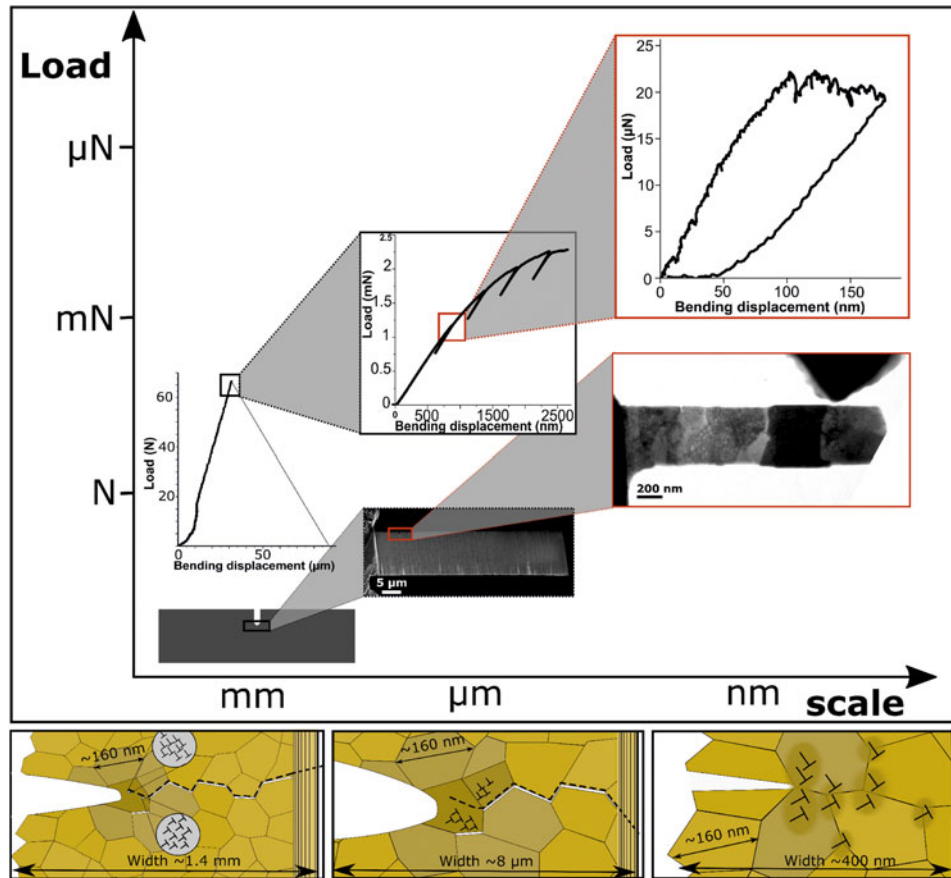 Load
µN
mN
N
mm
µm
nm
scale
Load (N)
60
40
20
0
50
Bending displacement (µm)
Load (mN)
2.5
2
1.5
1
0.5
0
0
500
1000
1500
2000
2500
Bending displacement (nm)
Load (µN)
25
20
15
10
5
0
0
50
100
150
Bending displacement (nm)
200 nm
5 µm
~160 nm
Width ~1.4 mm
~160 nm
Width ~8 µm
~160 nm
Width ~400 nm